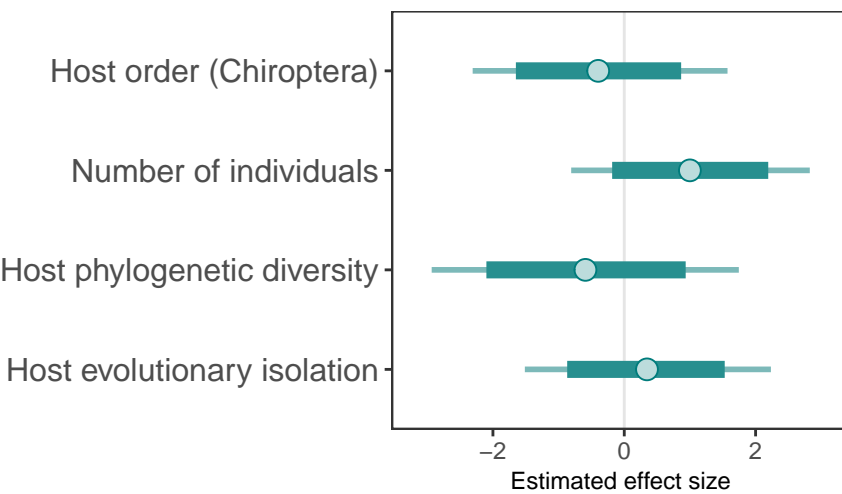 Host order (Chiroptera)
Number of individuals
Host phylogenetic diversity
Host evolutionary isolation
−2 0 2
Estimated effect size